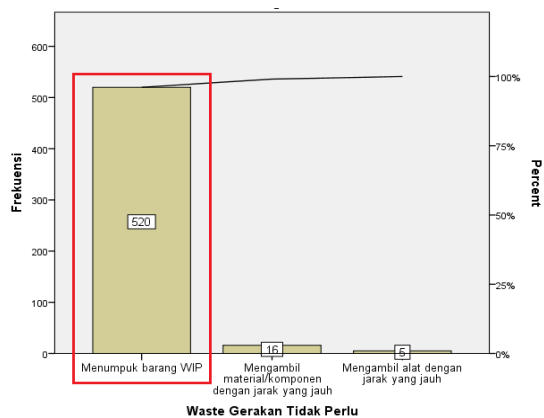 600
500
400
300
200
100
0
Frekuensi
100%
75%
50%
25%
0%
Percent
520
16
5
Menumpuk barang WIP
Mengambil
material/komponen
dengan jarak yang jauh
Mengambil alat dengan
jarak yang jauh
Waste Gerakan Tidak Perlu